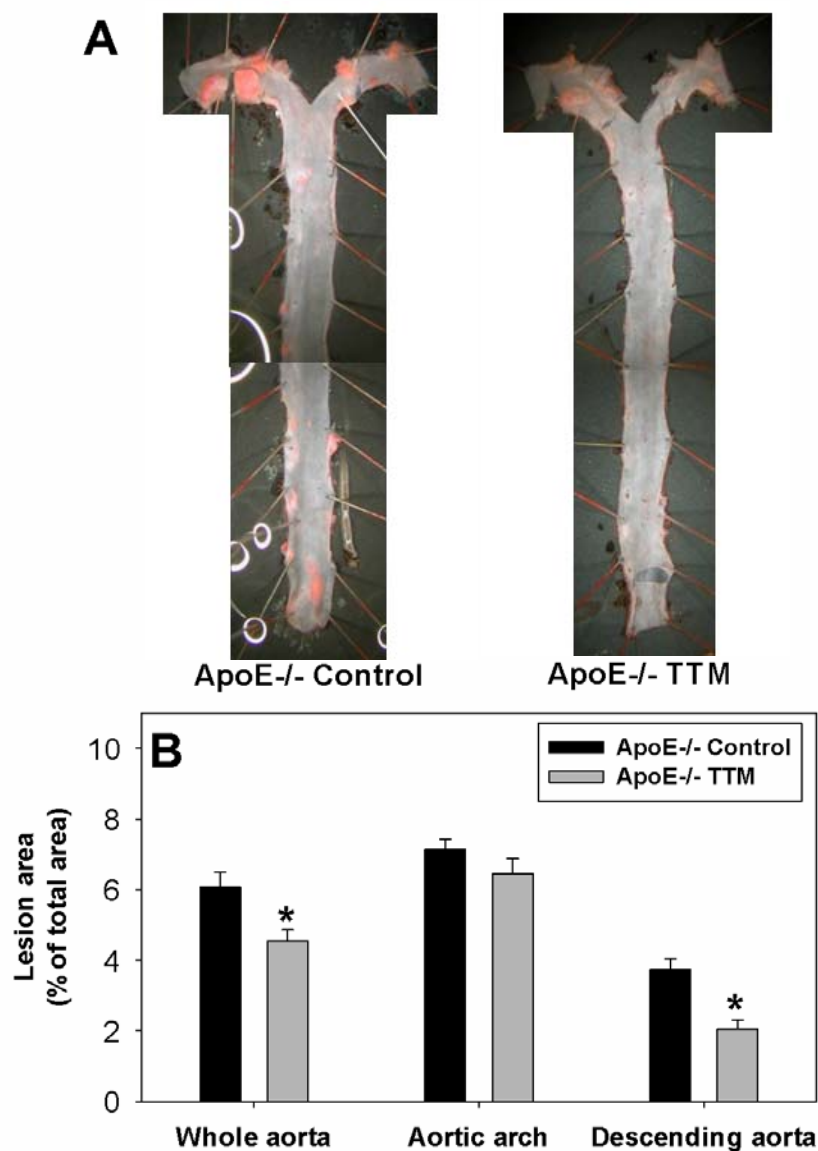 A
ApoE-/- Control
ApoE-/- TTM
B
ApoE-/- Control
ApoE-/- TTM
Lesion area
(% of total area)
10
8
6
4
2
0
*
*
Whole aorta
Aortic arch
Descending aorta